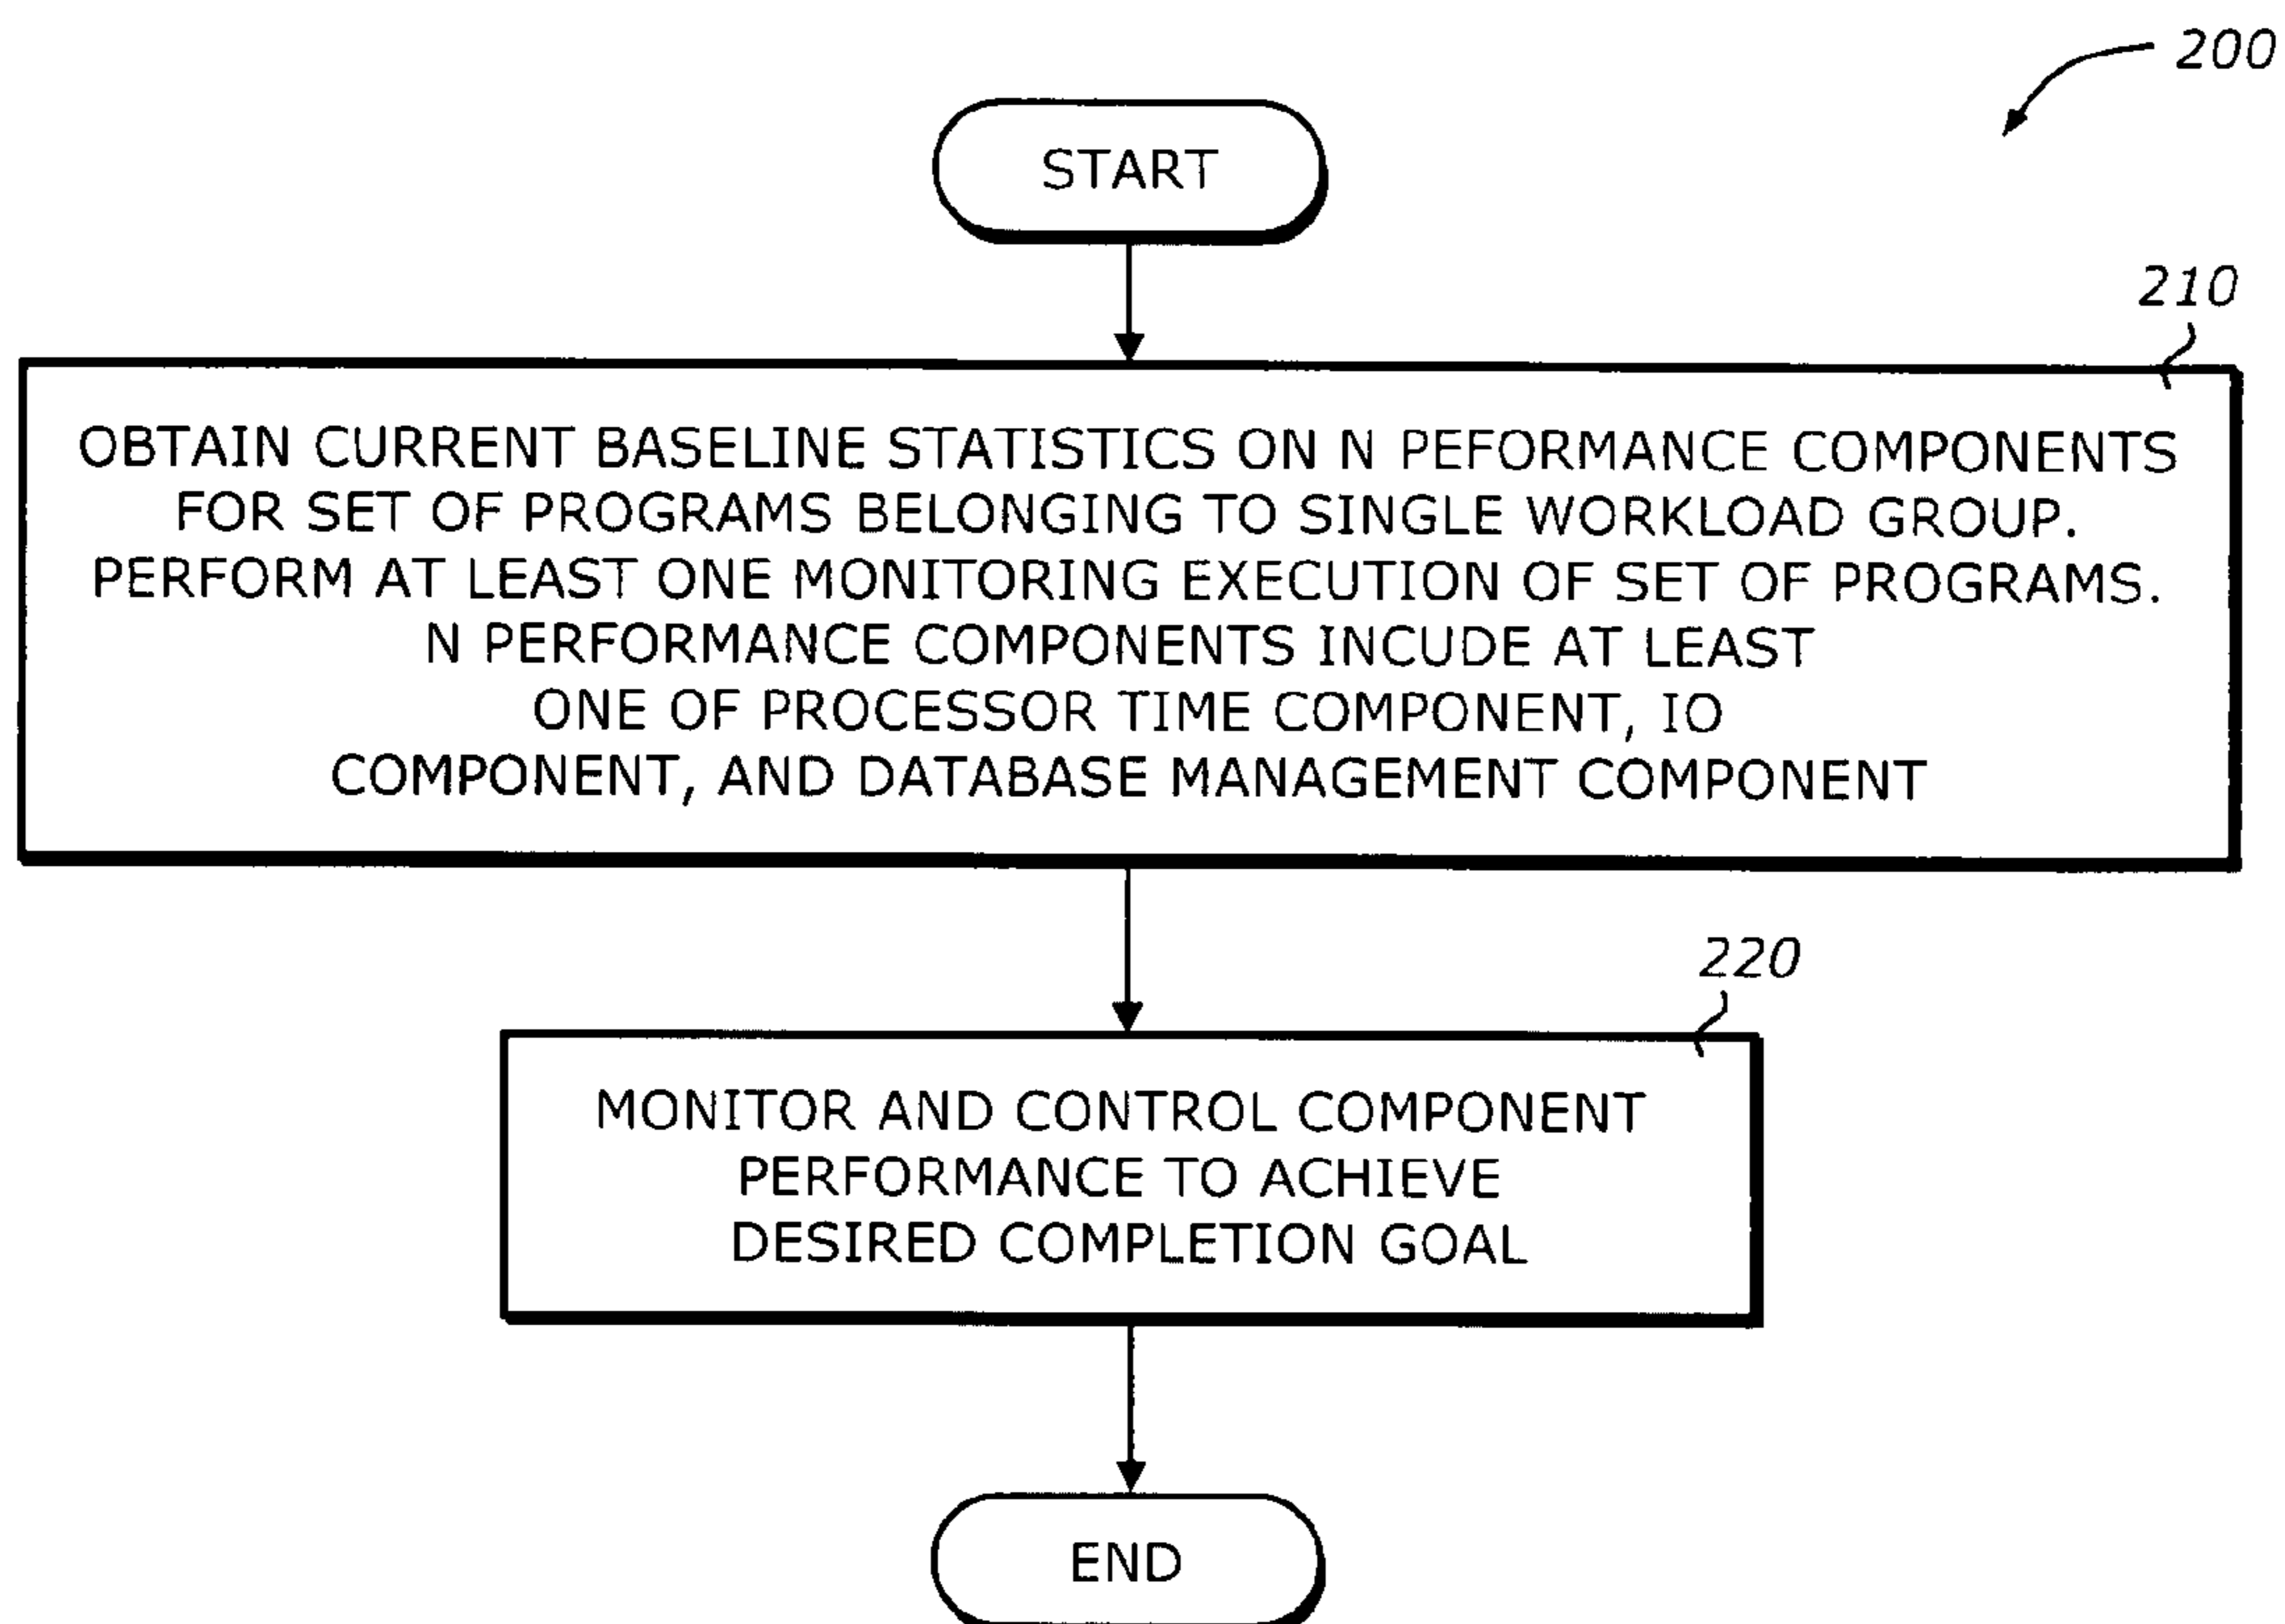 200
START
210
OBTAIN CURRENT BASELINE STATISTICS ON N PEFORMANCE COMPONENTS
FOR SET OF PROGRAMS BELONGING TO SINGLE WORKLOAD GROUP.
PERFORM AT LEAST ONE MONITORING EXECUTION OF SET OF PROGRAMS.
N PERFORMANCE COMPONENTS INCUDE AT LEAST
ONE OF PROCESSOR TIME COMPONENT, IO
COMPONENT, AND DATABASE MANAGEMENT COMPONENT
220
MONITOR AND CONTROL COMPONENT
PERFORMANCE TO ACHIEVE
DESIRED COMPLETION GOAL
END